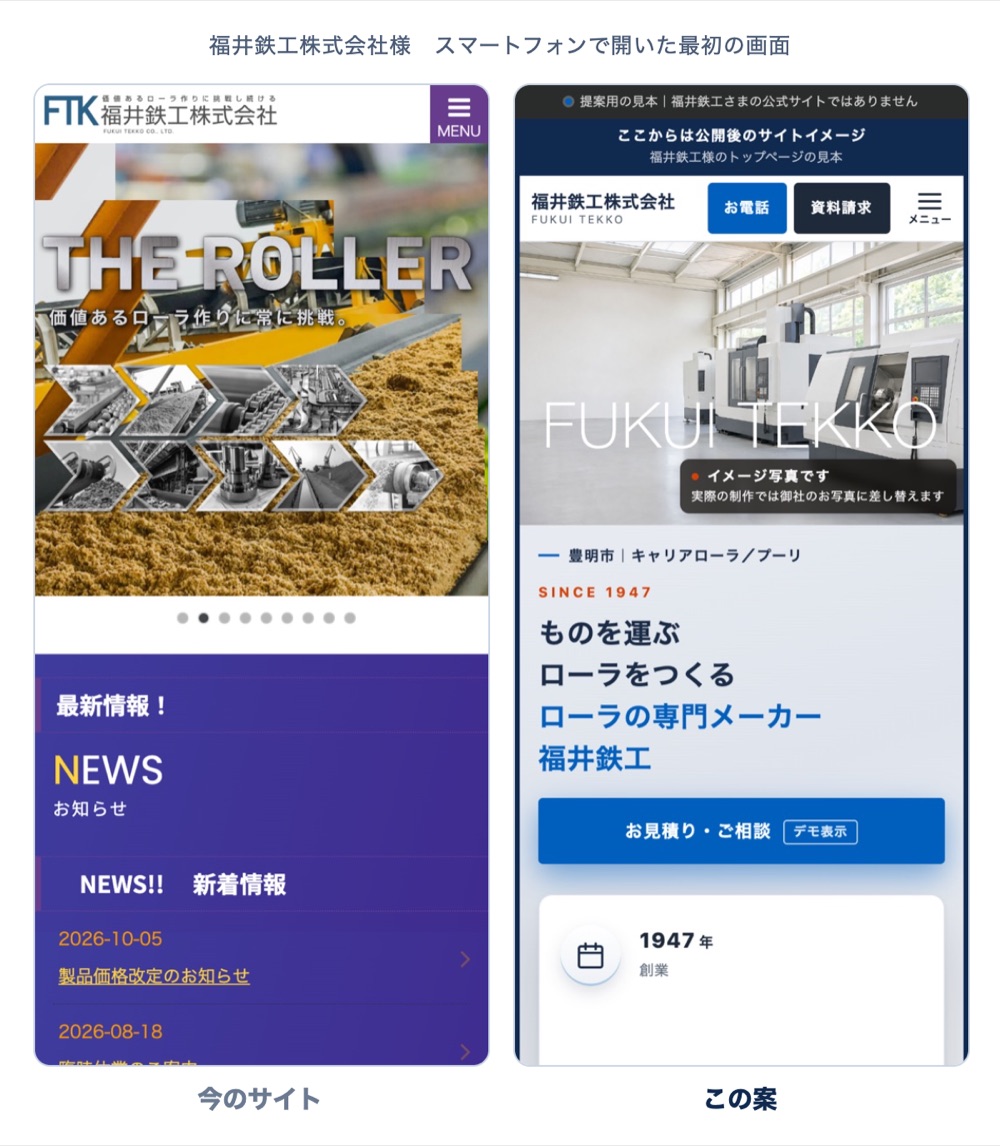 福井鉄工株式会社様　スマートフォンで開いた最初の画面
FTK
価値あるローラ作りに挑戦し続ける
福井鉄工株式会社
FUKUI TEKKO CO., LTD.
MENU
THE ROLLER
価値あるローラ作りに常に挑戦。
最新情報！
NEWS
お知らせ
NEWS!!　新着情報
2026-10-05
製品価格改定のお知らせ
2026-08-18
今のサイト
提案用の見本｜福井鉄工さまの公式サイトではありません
ここからは公開後のサイトイメージ
福井鉄工様のトップページの見本
福井鉄工株式会社
FUKUI TEKKO
お電話
資料請求
メニュー
FUKUI TEKKO
イメージ写真です
実際の制作では御社のお写真に差し替えます
豊明市｜キャリアローラ／プーリ
SINCE 1947
ものを運ぶ
ローラをつくる
ローラの専門メーカー
福井鉄工
お見積り・ご相談 デモ表示
1947 年
創業
この案